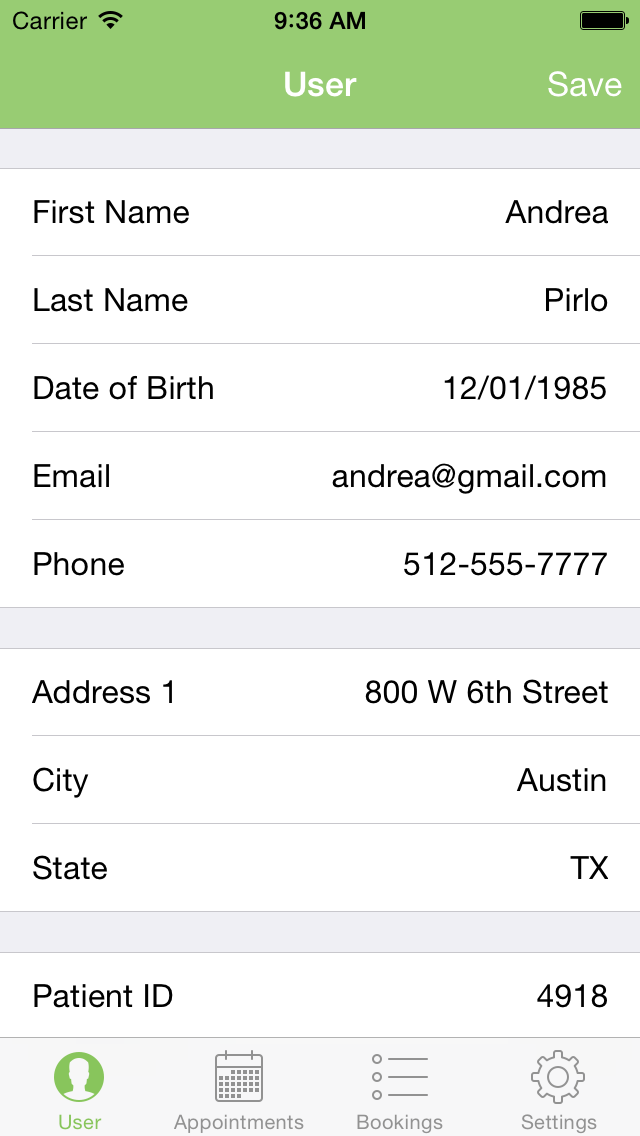 Carrier 9:36 AM
User Save
First Name Andrea
Last Name Pirlo
Date of Birth 12/01/1985
Email andrea@gmail.com
Phone 512-555-7777
Address 1 800 W 6th Street
City Austin
State TX
Patient ID 4918
User Appointments Bookings Settings